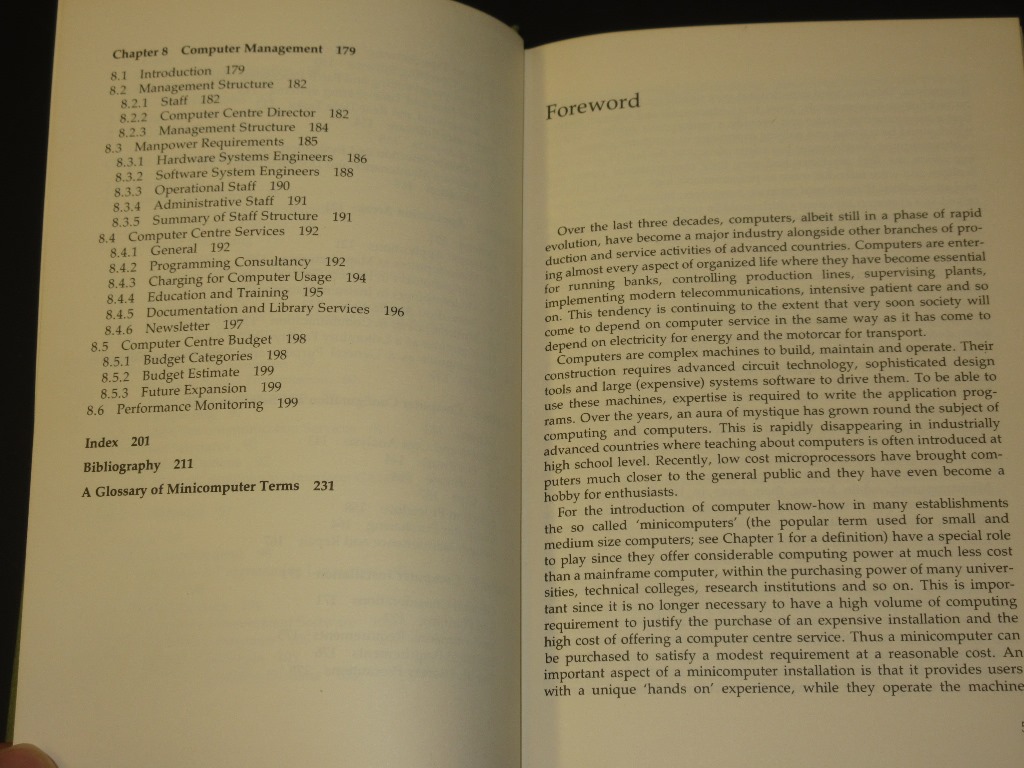 Chapter 8 Computer Management 179
8.1 Introduction 179
8.2 Management Structure 182
8.2.1 Staff 182
8.2.2 Computer Centre Director 182
8.2.3 Management Structure 184
8.3 Manpower Requirements 185
8.3.1 Hardware Systems Engineers 186
8.3.2 Software System Engineers 188
8.3.3 Operational Staff 190
8.3.4 Administrative Staff 191
8.3.5 Summary of Staff Structure 191
8.4 Computer Centre Services 192
8.4.1 General 192
8.4.2 Programming Consultancy 192
8.4.3 Charging for Computer Usage 194
8.4.4 Education and Training 195
8.4.5 Documentation and Library Services 196
8.4.6 Newsletter 197
8.5 Computer Centre Budget 198
8.5.1 Budget Categories 198
8.5.2 Budget Estimate 199
8.5.3 Future Expansion 199
8.6 Performance Monitoring 199
Index 201
Bibliography 211
A Glossary of Minicomputer Terms 231
Foreword
Over the last three decades, computers, albeit still in a phase of rapid
evolution, have become a major industry alongside other branches of pro-
duction and service activities of advanced countries. Computers are enter-
ing almost every aspect of organized life where they have become essential
for running banks, controlling production lines, supervising plants,
implementing modern telecommunications, intensive patient care and so
on. This tendency is continuing to the extent that very soon society will
come to depend on computer service in the same way as it has come to
depend on electricity for energy and the motorcar for transport.
Computers are complex machines to build, maintain and operate. Their
construction requires advanced circuit technology, sophisticated design
tools and large (expensive) systems software to drive them. To be able to
use these machines, expertise is required to write the application prog-
rams. Over the years, an aura of mystique has grown round the subject of
computing and computers. This is rapidly disappearing in industrially
advanced countries where teaching about computers is often introduced at
high school level. Recently, low cost microprocessors have brought com-
puters much closer to the general public and they have even become a
hobby for enthusiasts.
For the introduction of computer know-how in many establishments
the so called 'minicomputers' (the popular term used for small and
medium size computers; see Chapter 1 for a definition) have a special role
to play since they offer considerable computing power at much less cost
than a mainframe computer, within the purchasing power of many univer-
sities, technical colleges, research institutions and so on. This is impor-
tant since it is no longer necessary to have a high volume of computing
requirement to justify the purchase of an expensive installation and the
high cost of offering a computer centre service. Thus a minicomputer can
be purchased to satisfy a modest requirement at a reasonable cost. An
important aspect of a minicomputer installation is that it provides users
with a unique 'hands on' experience, while they operate the machine